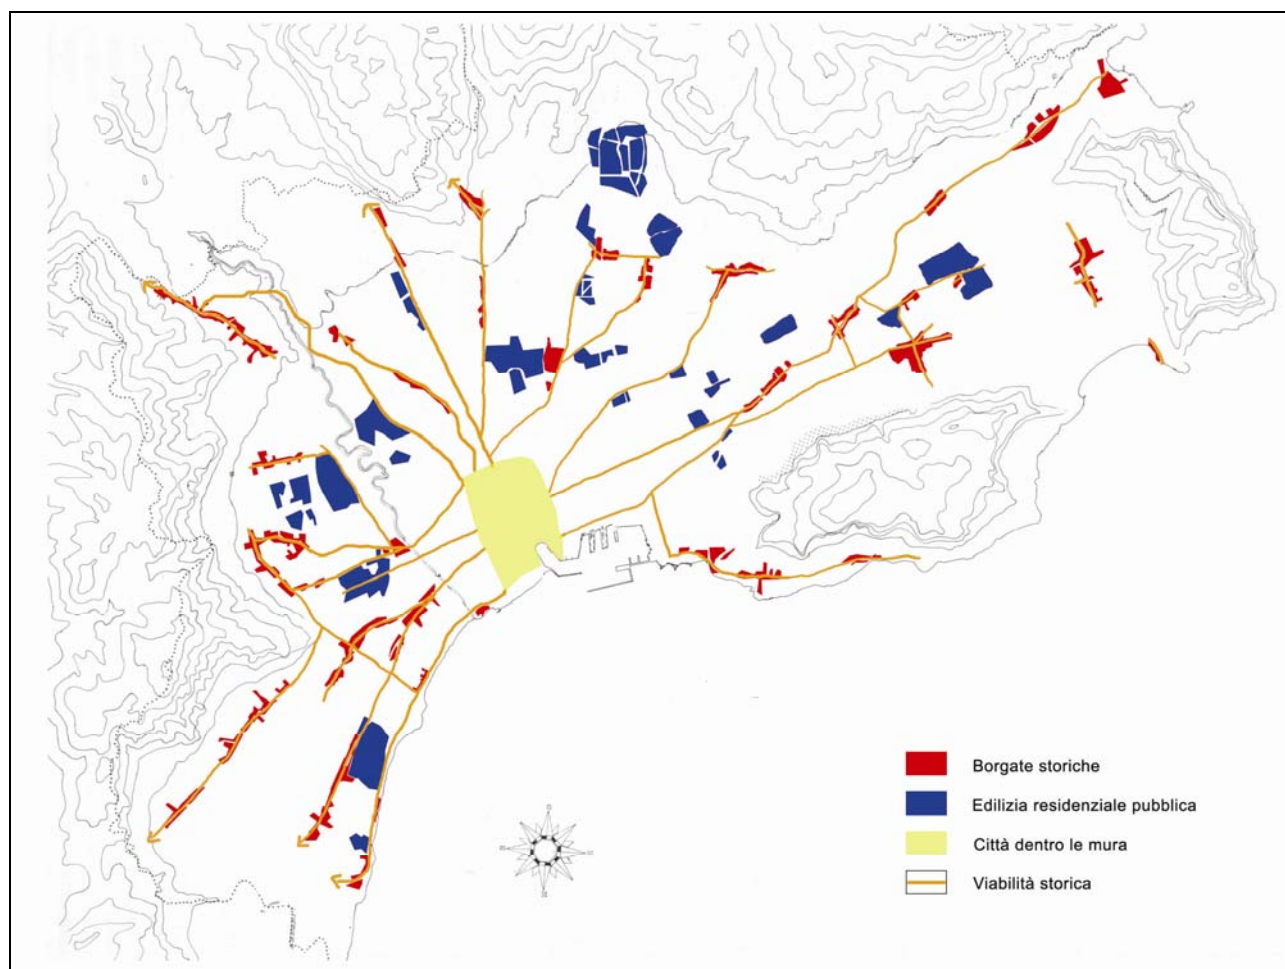 Borgate storiche
Edilizia residenziale pubblica
Città dentro le mura
Viabilità storica